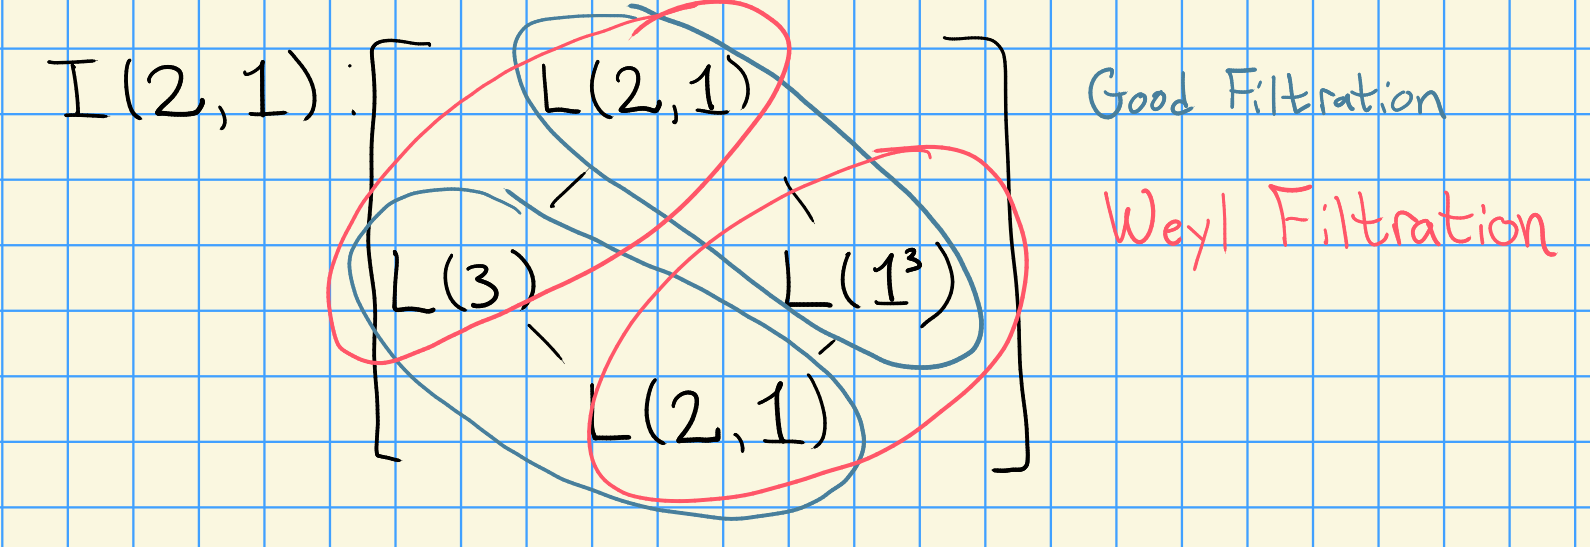 I(2,1):
L(2,1)
Good Filtration
Weyl Filtration
L(3)
L(1³)
L(2,1)